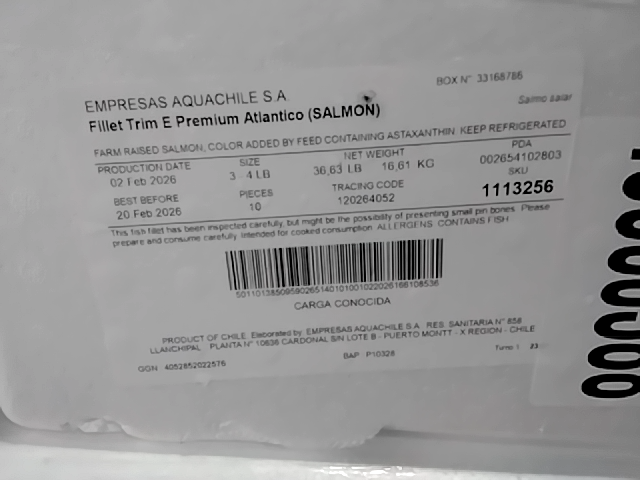 BOX N° 33168786
EMPRESAS AQUACHILE S.A.
Salmo salar
Fillet Trim E Premium Atlantico (SALMON)
FARM RAISED SALMON, COLOR ADDED BY FEED CONTAINING ASTAXANTHIN. KEEP REFRIGERATED
PRODUCTION DATE SIZE NET WEIGHT PDA
02 Feb 2026 3 - 4 LB 36,63 LB 16,61 KG 002654102803
BEST BEFORE PIECES TRACING CODE SKU
20 Feb 2026 10 120264052 1113256
This fish fillet has been inspected carefully, but might be the possibility of presenting small pin bones. Please
prepare and consume carefully. Intended for cooked consumption. ALLERGENS: CONTAINS FISH
CARGA CONOCIDA
PRODUCT OF CHILE. Elaborated by: EMPRESAS AQUACHILE S.A. RES. SANITARIA N° 658
LLANCHIPAL PLANTA N° 10636 CARDONAL S/N LOTE B - PUERTO MONTT - X REGION - CHILE
GGN 4052852022576 BAP P10328 Turno 1 23